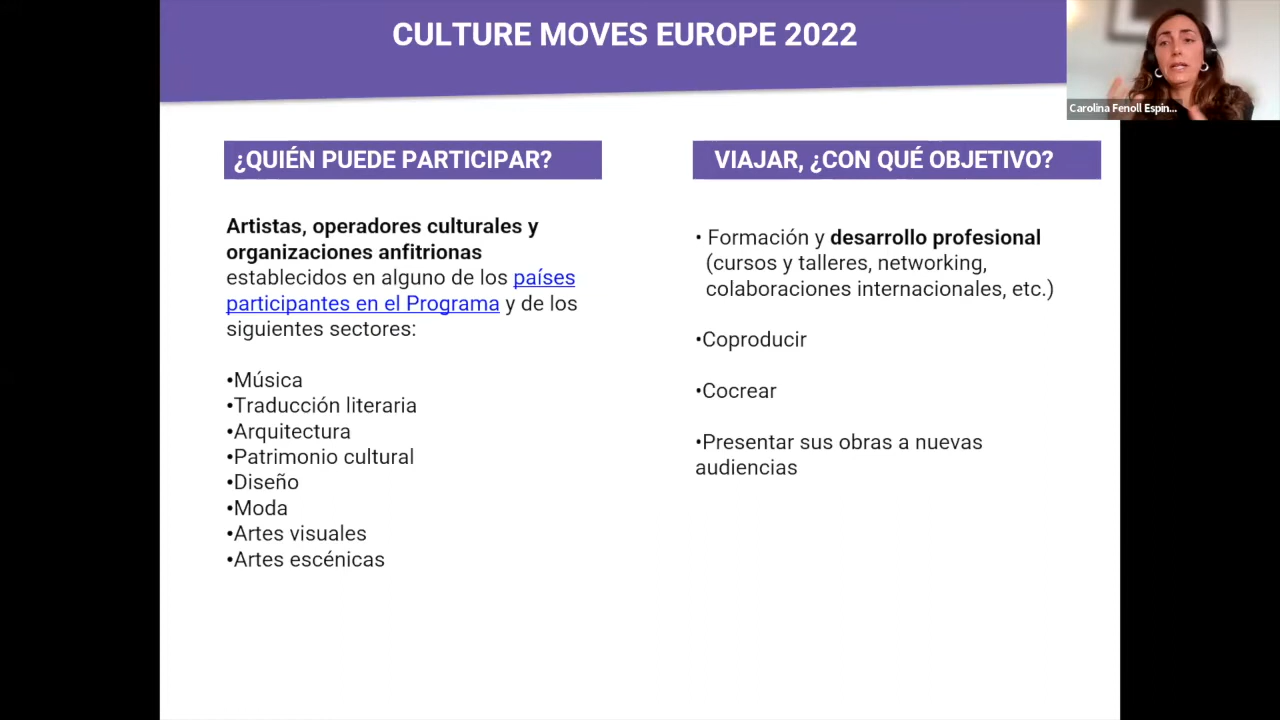 CULTURE MOVES EUROPE 2022
Carolina Fenoll Espin...
¿QUIÉN PUEDE PARTICIPAR?
Artistas, operadores culturales y
organizaciones anfitrionas
establecidos en alguno de los países
participantes en el Programa y de los
siguientes sectores:
•Música
•Traducción literaria
•Arquitectura
•Patrimonio cultural
•Diseño
•Moda
•Artes visuales
•Artes escénicas
VIAJAR, ¿CON QUÉ OBJETIVO?
• Formación y desarrollo profesional
(cursos y talleres, networking,
colaboraciones internacionales, etc.)
•Coproducir
•Cocrear
•Presentar sus obras a nuevas
audiencias